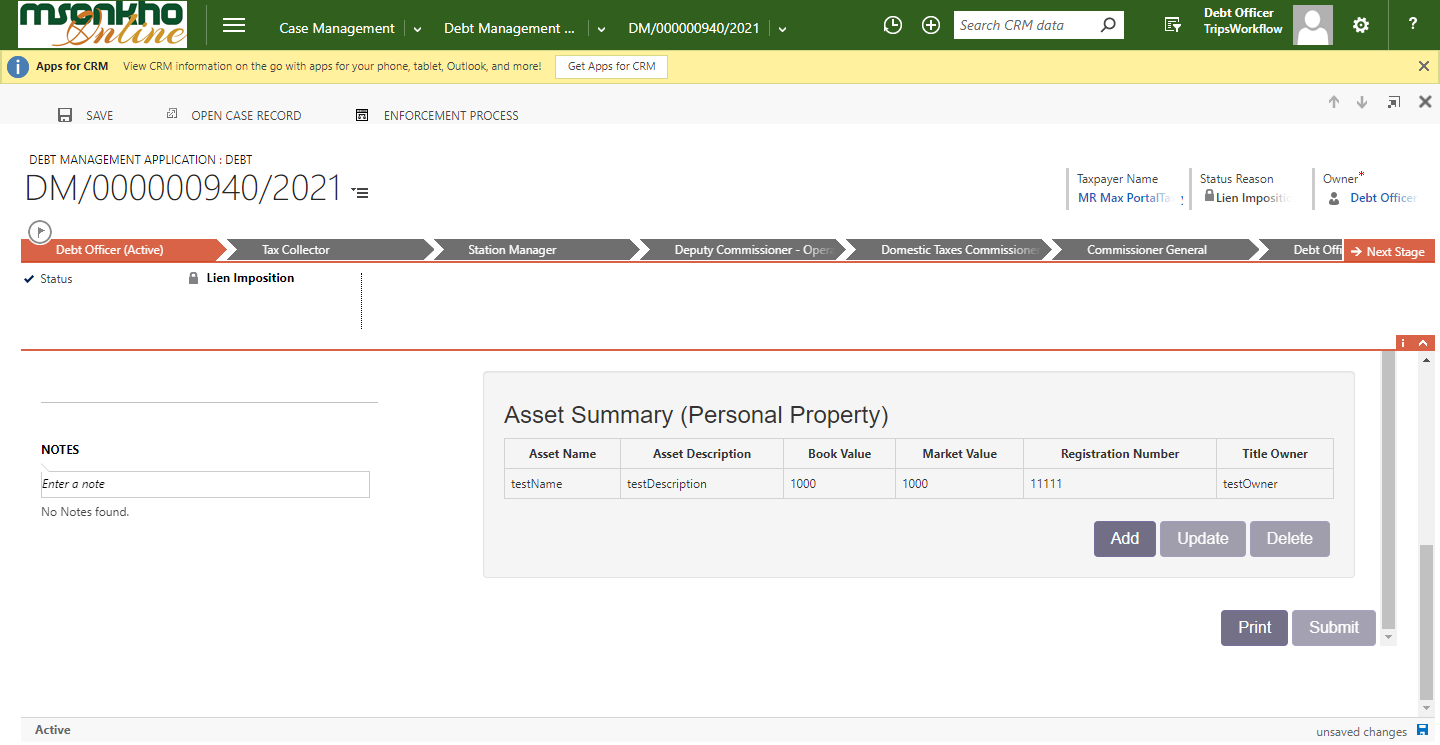 msonkho
Online
Case Management
Debt Management ...
DM/000000940/2021
Search CRM data
Debt Officer
TripsWorkflow
?
i
Apps for CRM
View CRM information on the go with apps for your phone, tablet, Outlook, and more!
Get Apps for CRM
SAVE
OPEN CASE RECORD
ENFORCEMENT PROCESS
DEBT MANAGEMENT APPLICATION : DEBT
DM/000000940/2021
Taxpayer Name
MR Max PortalTa
Status Reason
Lien Impositio
Owner*
Debt Officer
Debt Officer (Active)
Tax Collector
Station Manager
Deputy Commissioner - Oper
Domestic Taxes Commissioner
Commissioner General
Debt Offi
Next Stage
Status
Lien Imposition
i
NOTES
Enter a note
No Notes found.
Asset Summary (Personal Property)
Asset Name Asset Description Book Value Market Value Registration Number Title Owner
testName testDescription 1000 1000 11111 testOwner
Add
Update
Delete
Print
Submit
Active
unsaved changes